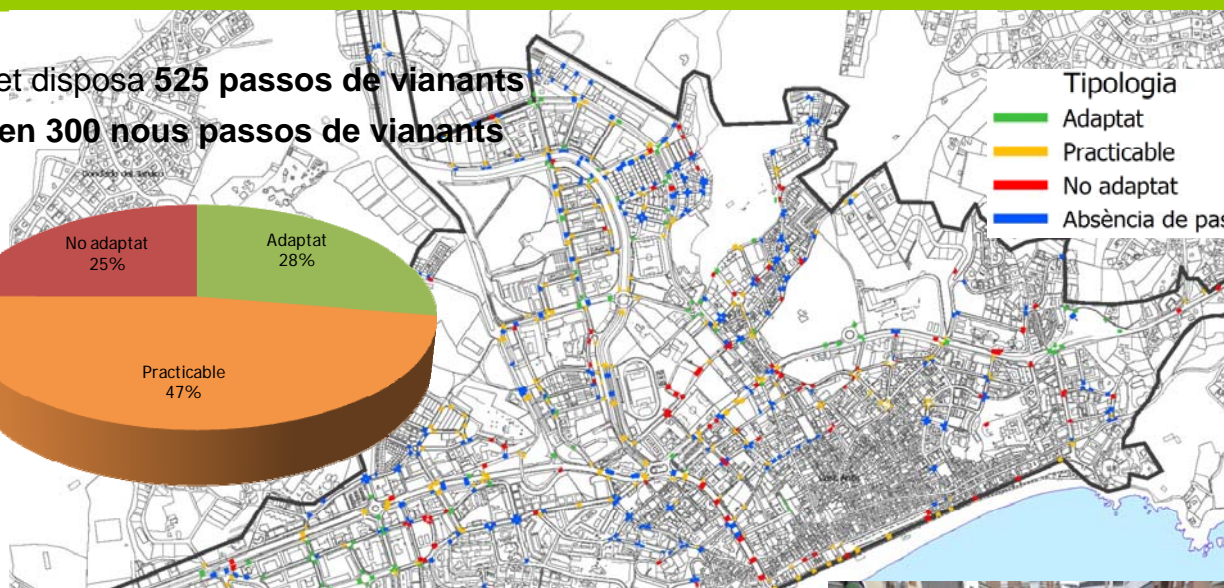 et disposa 525 passos de vianants
en 300 nous passos de vianants
Tipologia
Adaptat
Practicable
No adaptat
Absència de pas
No adaptat
25%
Adaptat
28%
Practicable
47%